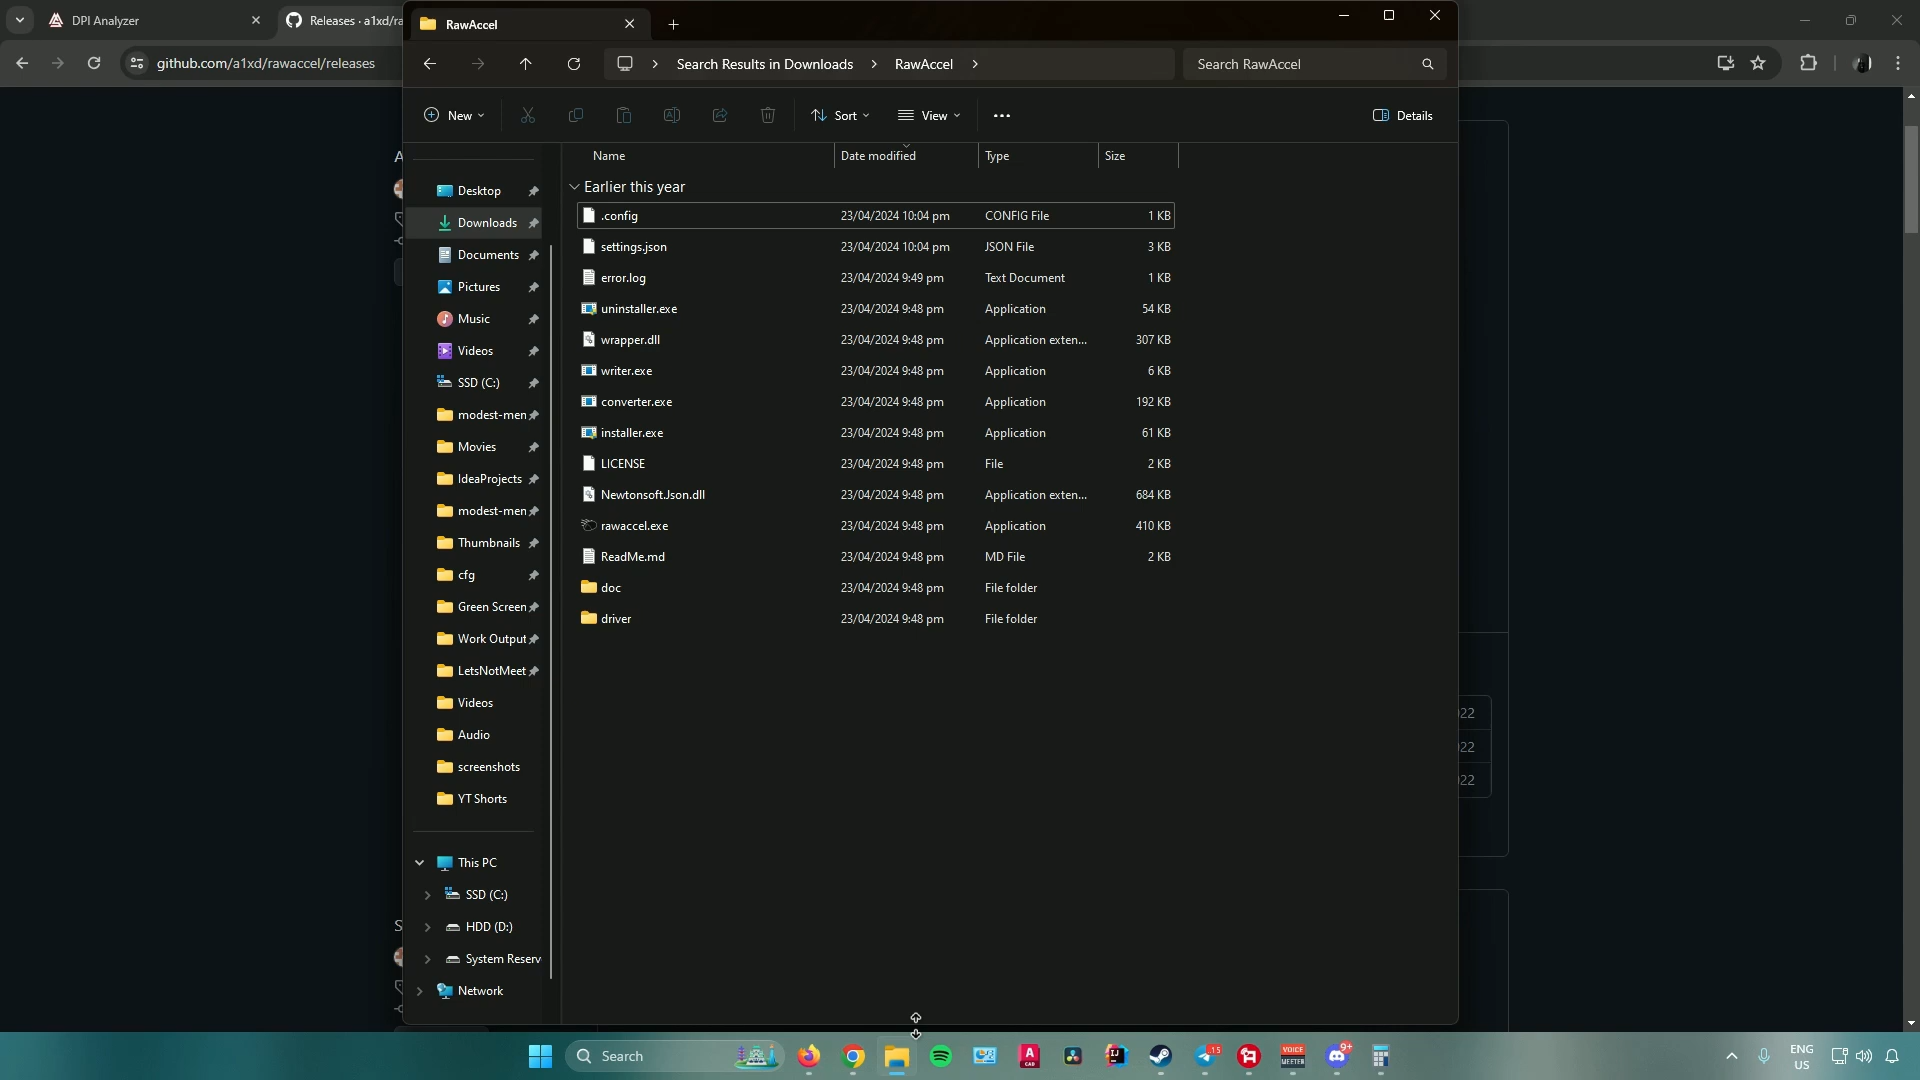 DPI Analyzer
Releases · a1xd/ra
RawAccel
github.com/a1xd/rawaccel/releases
Search Results in Downloads
RawAccel
Search RawAccel
New
Sort
View
Details
Name
Date modified
Type
Size
Earlier this year
.config 23/04/2024 10:04 pm CONFIG File 1 KB
settings.json 23/04/2024 10:04 pm JSON File 3 KB
error.log 23/04/2024 9:49 pm Text Document 1 KB
uninstaller.exe 23/04/2024 9:48 pm Application 54 KB
wrapper.dll 23/04/2024 9:48 pm Application exten... 307 KB
writer.exe 23/04/2024 9:48 pm Application 6 KB
converter.exe 23/04/2024 9:48 pm Application 192 KB
installer.exe 23/04/2024 9:48 pm Application 61 KB
LICENSE 23/04/2024 9:48 pm File 2 KB
Newtonsoft.Json.dll 23/04/2024 9:48 pm Application exten... 684 KB
rawaccel.exe 23/04/2024 9:48 pm Application 410 KB
ReadMe.md 23/04/2024 9:48 pm MD File 2 KB
doc 23/04/2024 9:48 pm File folder
driver 23/04/2024 9:48 pm File folder
Desktop
Downloads
Documents
Pictures
Music
Videos
SSD (C:)
modest-men
Movies
IdeaProjects
modest-men
Thumbnails
cfg
Green Screen
Work Output
LetsNotMeet
Videos
Audio
screenshots
YT Shorts
This PC
SSD (C:)
HDD (D:)
System Reserv
Network
A
S
022
022
022
Search
A
CAD
IJ
15
VOICE
MEETER
9+
ENG
US